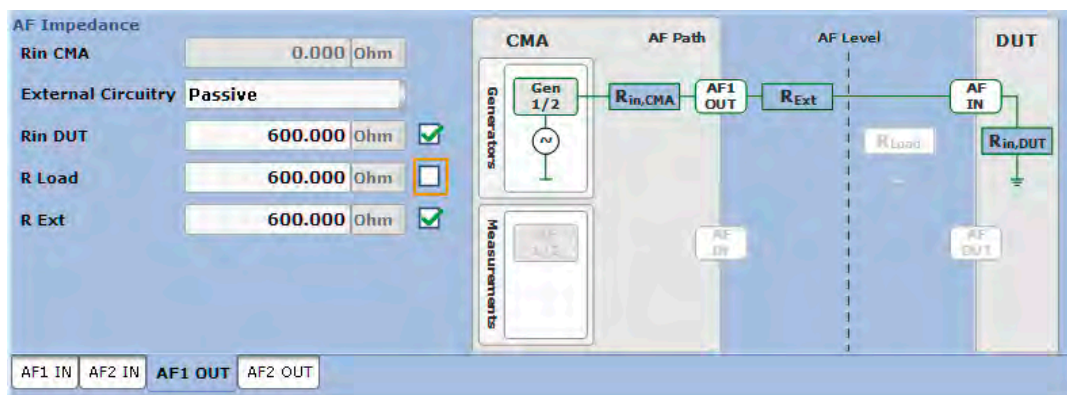 AF Impedance
Rin CMA 0.000 Ohm
External Circuitry Passive
Rin DUT 600.000 Ohm
R Load 600.000 Ohm
R Ext 600.000 Ohm
CMA AF Path AF Level DUT
Generators
Gen 1/2
Rin,CMA
AF1 OUT
RExt
RLoad
AF IN
Rin,DUT
Measurements
AF 1/2
AF IN
AF OUT
AF1 IN AF2 IN AF1 OUT AF2 OUT